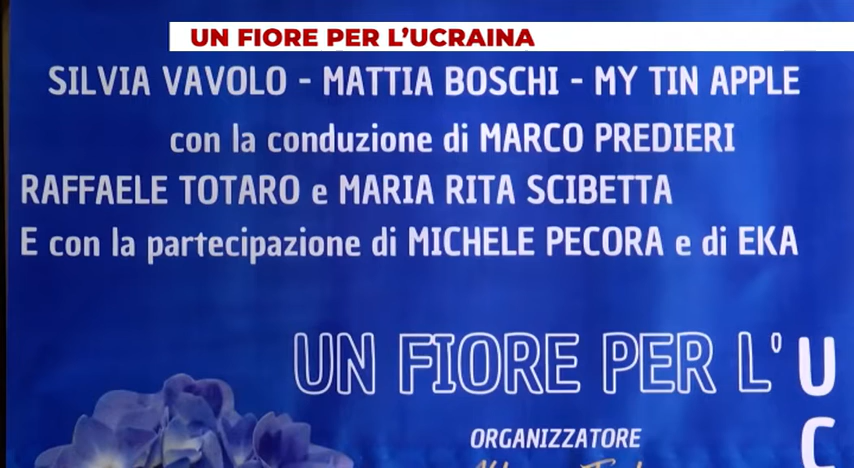 UN FIORE PER L'UCRAINA
SILVIA VAVOLO - MATTIA BOSCHI - MY TIN APPLE
con la conduzione di MARCO PREDIERI
RAFFAELE TOTARO e MARIA RITA SCIBETTA
E con la partecipazione di MICHELE PECORA e di EKA
UN FIORE PER L' U
C
ORGANIZZATORE